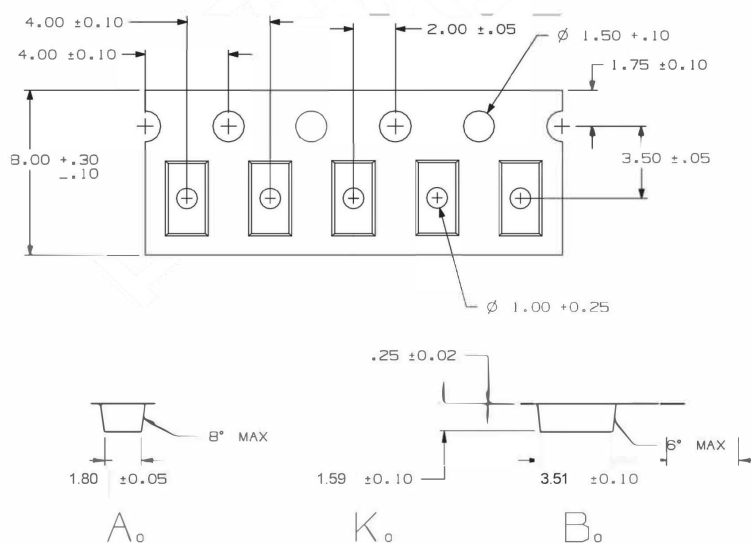 4.00 ±0.10
4.00 ±0.10
2.00 ±.05
Ø 1.50 +.10
1.75 ±0.10
8.00 +.30
-.10
3.50 ±.05
Ø 1.00 +0.25
.25 ±0.02
8° MAX
6° MAX
1.80 ±0.05
1.59 ±0.10
3.51 ±0.10
A₀
K₀
B₀